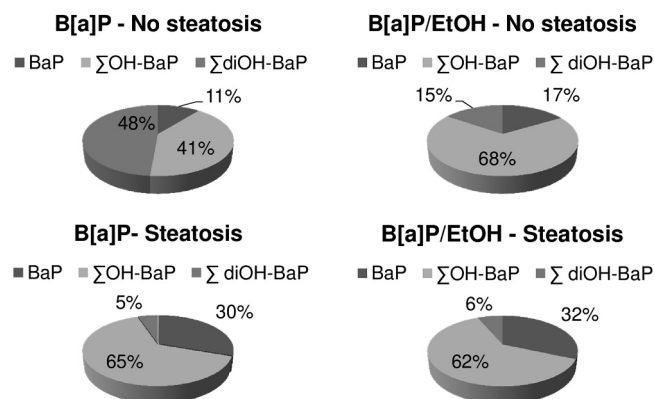 B[a]P - No steatosis
■ BaP ■ ∑OH-BaP ■ ∑diOH-BaP
11%
48%
41%
B[a]P/EtOH - No steatosis
■ BaP ■ ∑OH-BaP ■ ∑ diOH-BaP
15%
17%
68%
B[a]P- Steatosis
■ BaP ■ ∑OH-BaP ■ ∑ diOH-BaP
5%
30%
65%
B[a]P/EtOH - Steatosis
■ BaP ■ ∑OH-BaP ■ ∑ diOH-BaP
6%
32%
62%